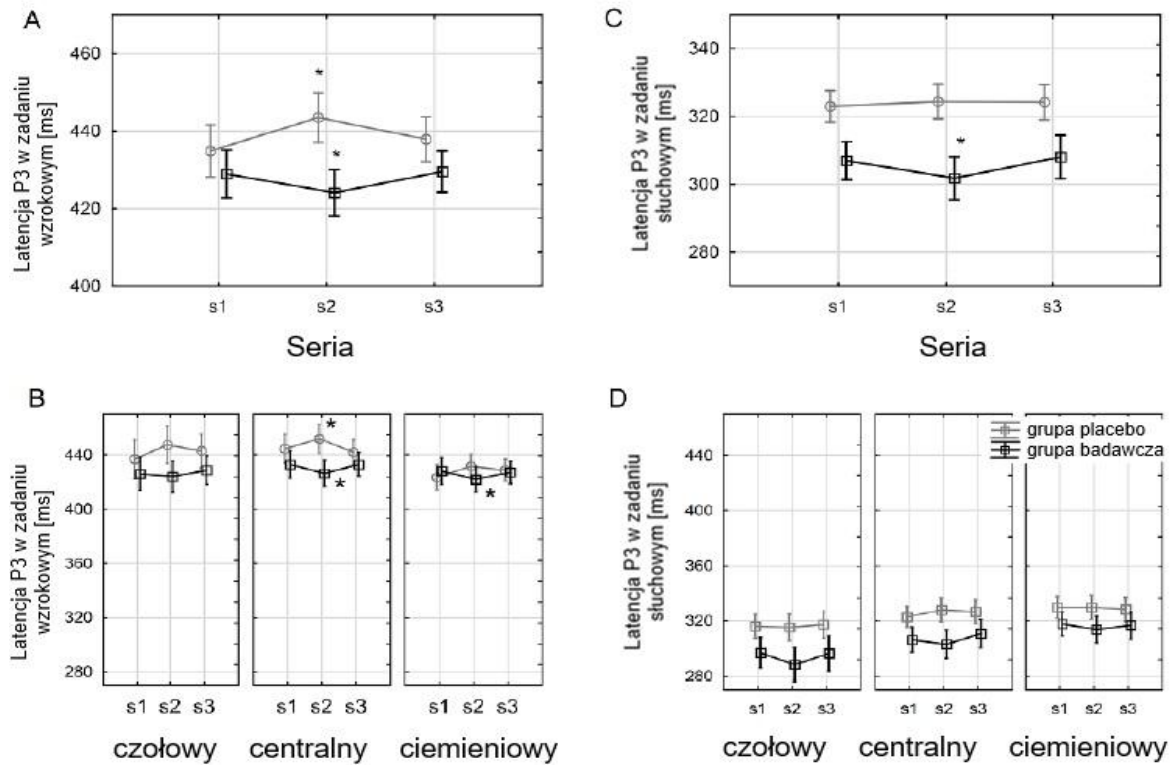 A
Latencja P3 w zadaniu
wzrokowym [ms]
460
440
420
400
*
*
s1 s2 s3
Seria
C
Latencja P3 w zadaniu
słuchowym [ms]
340
320
300
280
*
s1 s2 s3
Seria
B
Latencja P3 w zadaniu
wzrokowym [ms]
440
400
360
320
280
*
*
*
s1 s2 s3 s1 s2 s3 s1 s2 s3
czołowy centralny ciemieniowy
D
Latencja P3 w zadaniu
słuchowym [ms]
440
400
360
320
280
grupa placebo
grupa badawcza
s1 s2 s3 s1 s2 s3 s1 s2 s3
czołowy centralny ciemieniowy